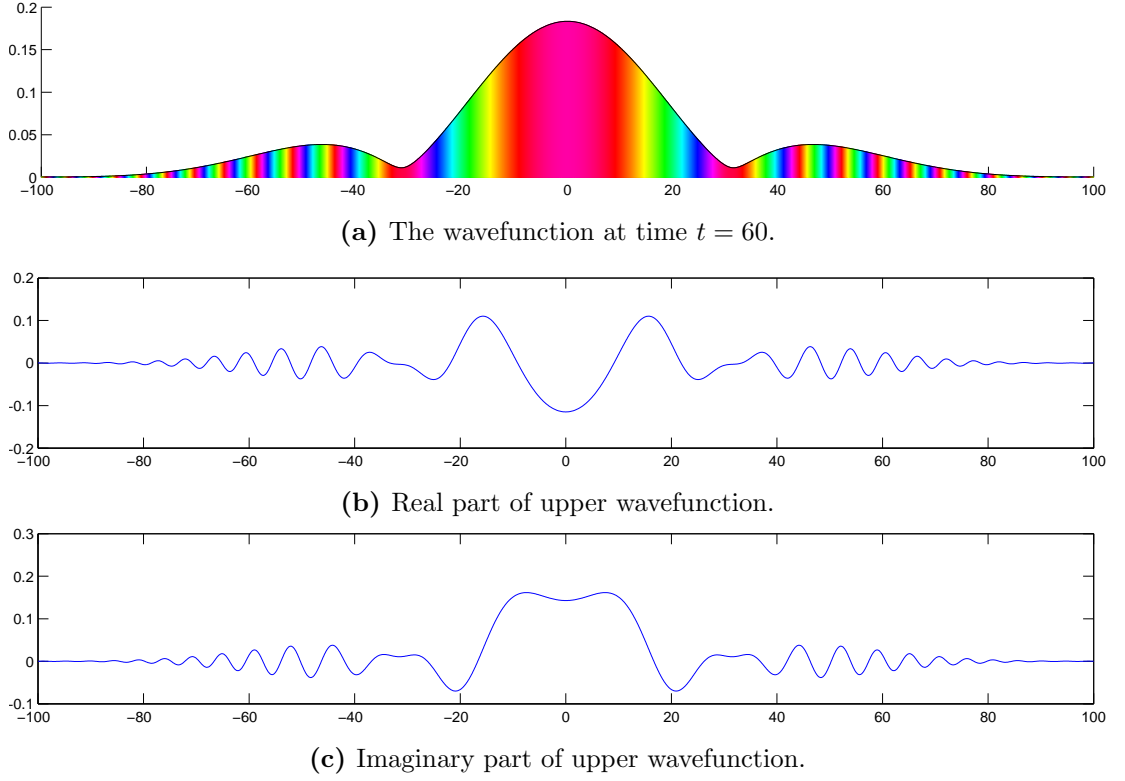 0.2
0.15
0.1
0.05
0
−100 −80 −60 −40 −20 0 20 40 60 80 100
(a) The wavefunction at time t = 60.
0.2
0.1
0
-0.1
-0.2
−100 −80 −60 −40 −20 0 20 40 60 80 100
(b) Real part of upper wavefunction.
0.3
0.2
0.1
0
-0.1
−100 −80 −60 −40 −20 0 20 40 60 80 100
(c) Imaginary part of upper wavefunction.